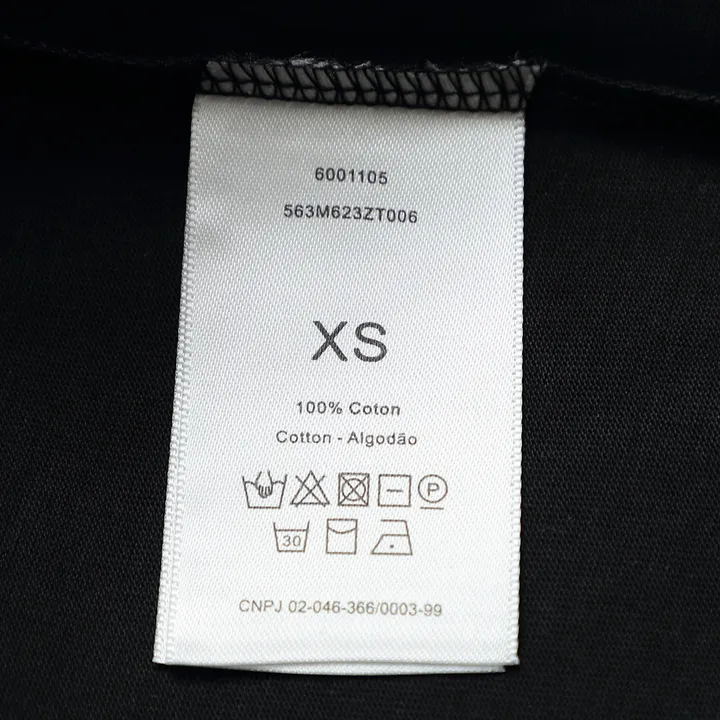 6001105
563M623ZT006
XS
100% Coton
Cotton - Algodão
P
30
CNPJ 02-046-366/0003-99